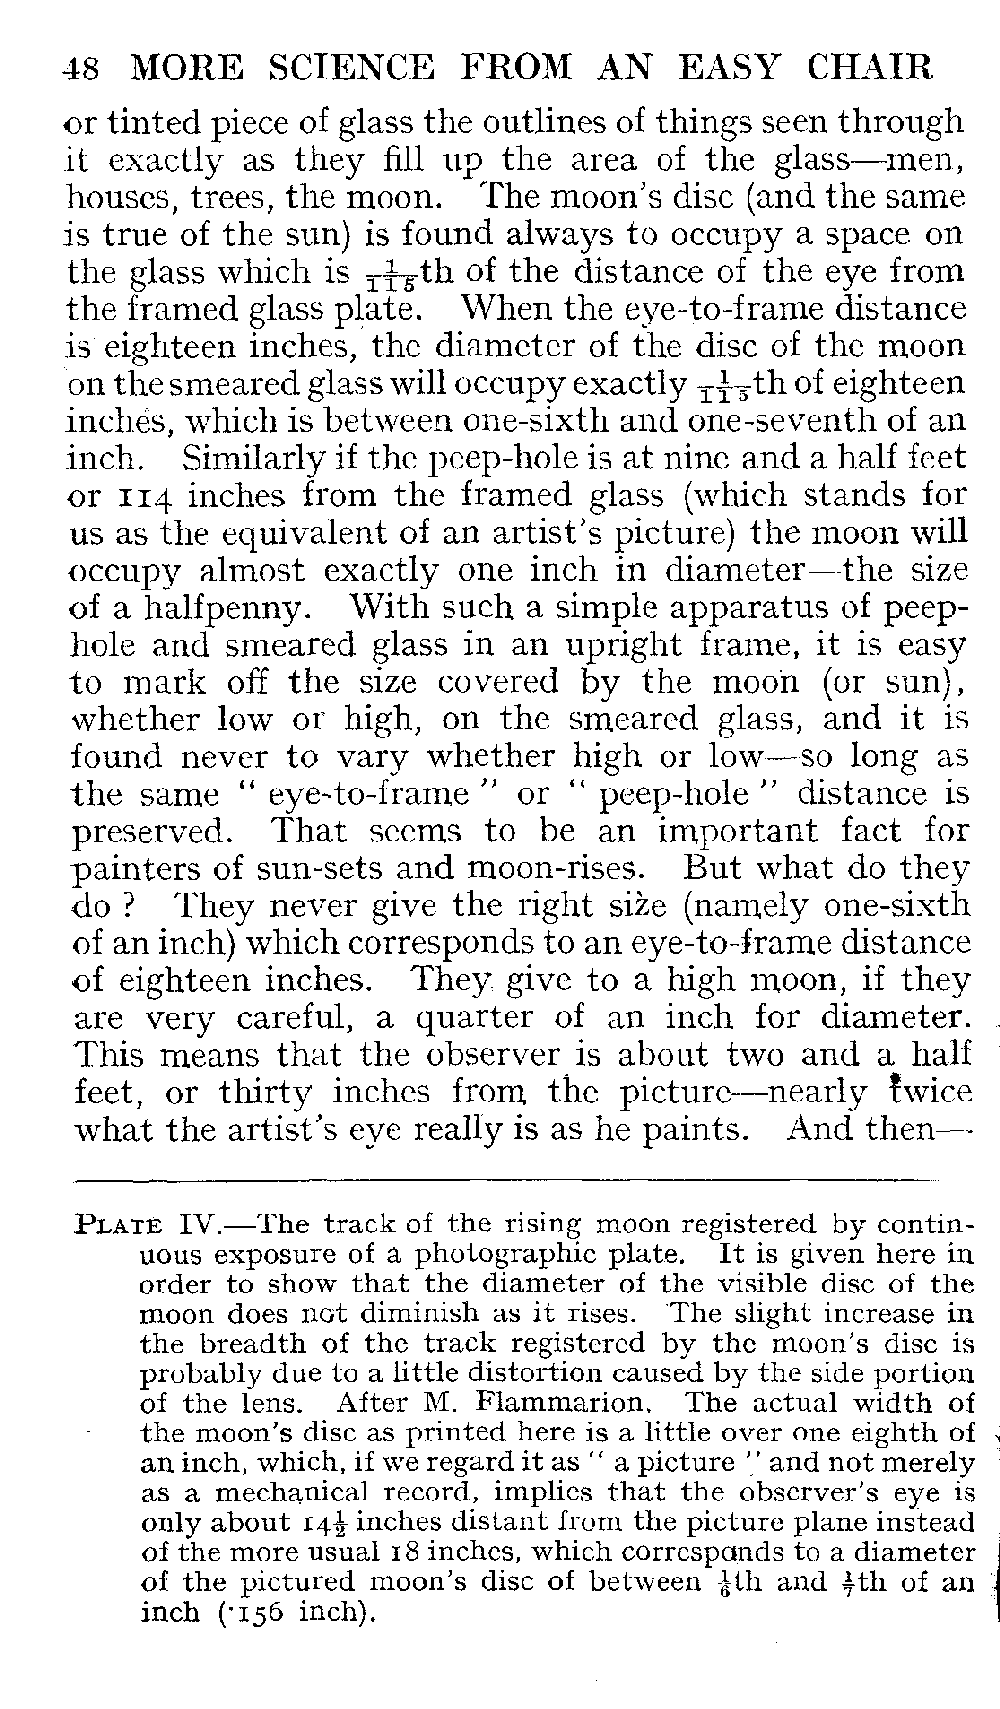 48 MORE SCIENCE FROM AN EASY CHAIR
or tinted piece of glass the outlines of things seen through
it exactly as they fill up the area of the glass—men,
houses, trees, the moon. The moon's disc (and the same
is true of the sun) is found always to occupy a space on
the glass which is 1/115th of the distance of the eye from
the framed glass plate. When the eye-to-frame distance
is eighteen inches, the diameter of the disc of the moon
on the smeared glass will occupy exactly 1/115th of eighteen
inches, which is between one-sixth and one-seventh of an
inch. Similarly if the peep-hole is at nine and a half feet
or 114 inches from the framed glass (which stands for
us as the equivalent of an artist's picture) the moon will
occupy almost exactly one inch in diameter—the size
of a halfpenny. With such a simple apparatus of peep-
hole and smeared glass in an upright frame, it is easy
to mark off the size covered by the moon (or sun),
whether low or high, on the smeared glass, and it is
found never to vary whether high or low—so long as
the same " eye-to-frame " or " peep-hole " distance is
preserved. That seems to be an important fact for
painters of sun-sets and moon-rises. But what do they
do ? They never give the right size (namely one-sixth
of an inch) which corresponds to an eye-to-frame distance
of eighteen inches. They give to a high moon, if they
are very careful, a quarter of an inch for diameter.
This means that the observer is about two and a half
feet, or thirty inches from the picture—nearly twice
what the artist's eye really is as he paints. And then—
PLATE IV.—The track of the rising moon registered by contin-
uous exposure of a photographic plate. It is given here in
order to show that the diameter of the visible disc of the
moon does not diminish as it rises. The slight increase in
the breadth of the track registered by the moon's disc is
probably due to a little distortion caused by the side portion
of the lens. After M. Flammarion. The actual width of
the moon's disc as printed here is a little over one eighth of
an inch, which, if we regard it as " a picture " and not merely
as a mechanical record, implies that the observer's eye is
only about 14½ inches distant from the picture plane instead
of the more usual 18 inches, which corresponds to a diameter
of the pictured moon's disc of between ⅙th and ⅐th of an
inch (·156 inch).